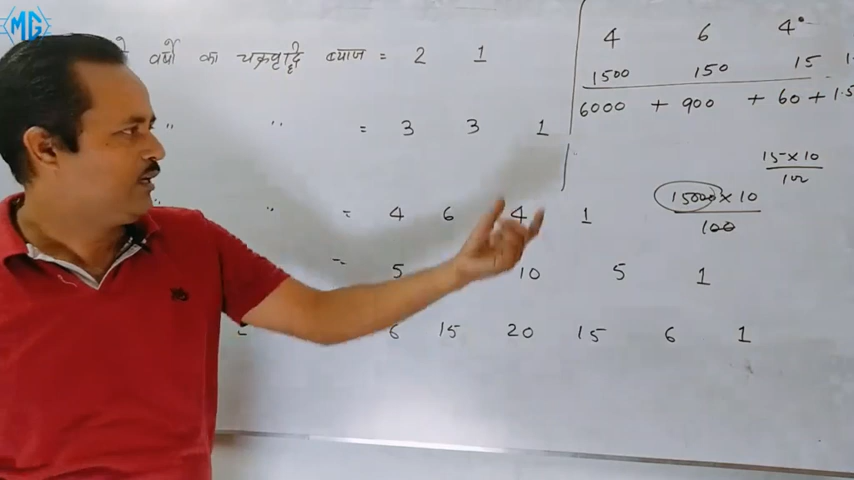 MG
वर्षो का चक्रवृद्दि ब्याज = 2 1
" " = 3 3 1
" = 4 6 4 1
= 5 10 5 1
6 15 20 15 6 1
4 6 4
1500 150 15
6000 + 900 + 60 + 1.5
15 × 10
100
15000 × 10
100